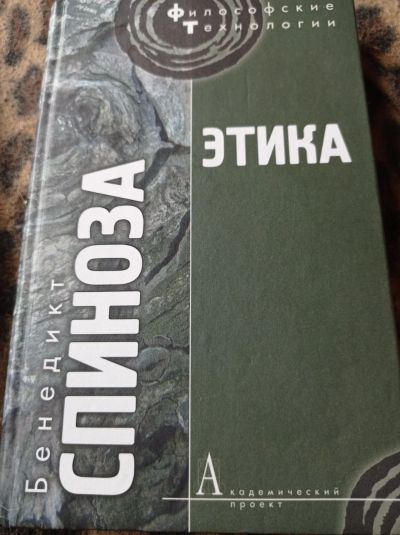 Философские
Технологии
ЭТИКА
Бенедикт
СПИНОЗА
Академический
проект